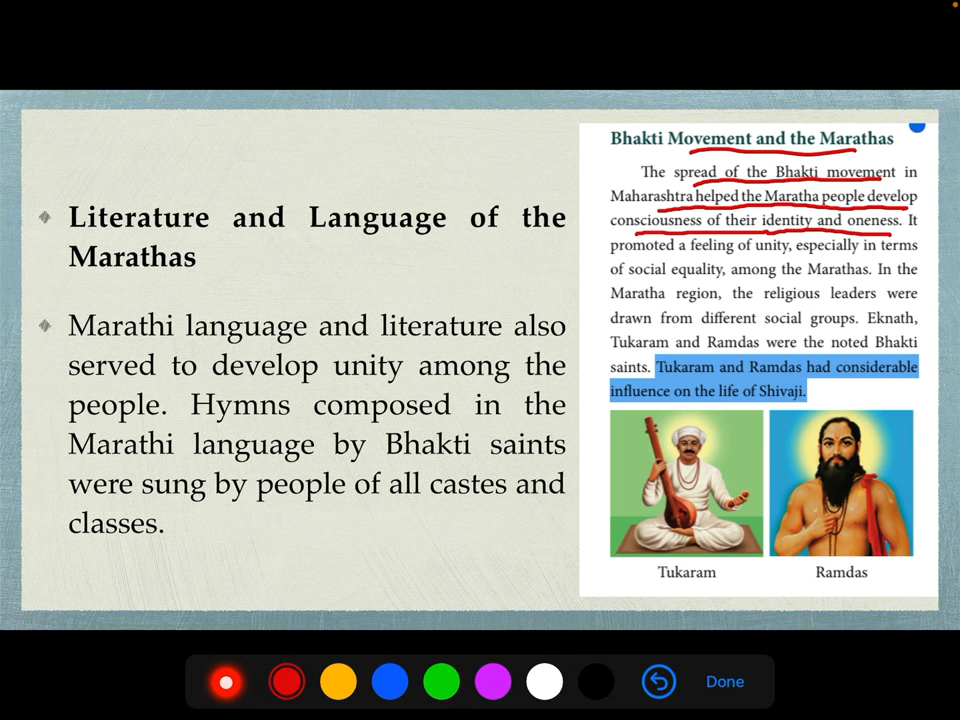 Literature and Language of the
Marathas
Marathi language and literature also
served to develop unity among the
people. Hymns composed in the
Marathi language by Bhakti saints
were sung by people of all castes and
classes.
Bhakti Movement and the Marathas
The spread of the Bhakti movement in
Maharashtra helped the Maratha people develop
consciousness of their identity and oneness. It
promoted a feeling of unity, especially in terms
of social equality, among the Marathas. In the
Maratha region, the religious leaders were
drawn from different social groups. Eknath,
Tukaram and Ramdas were the noted Bhakti
saints. Tukaram and Ramdas had considerable
influence on the life of Shivaji.
Tukaram
Ramdas
Done